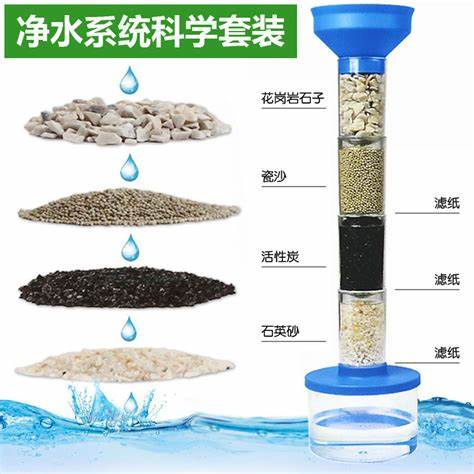 净水系统科学套装
花岗岩石子
瓷沙
滤纸
活性炭
滤纸
石英砂
滤纸